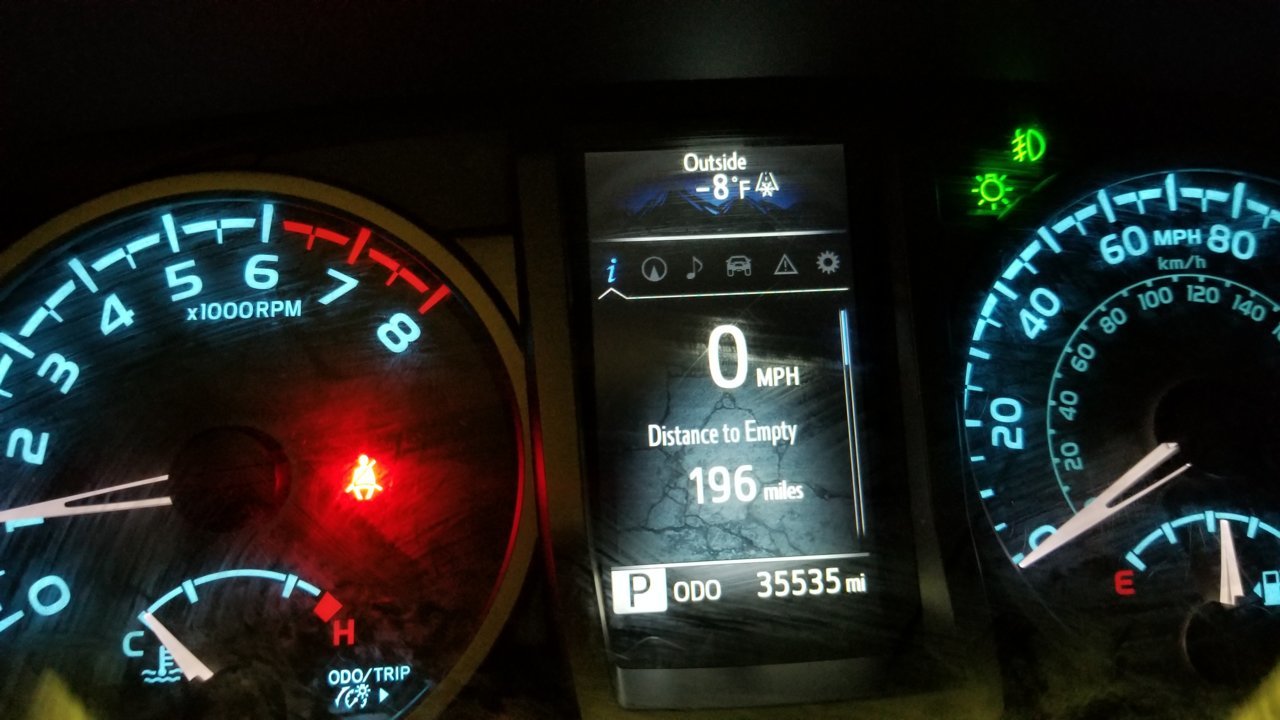 Outside
-8°F
i
0 MPH
Distance to Empty
196 miles
P ODO 35535 mi
0
1
2
3
4
5
6
7
8
x1000RPM
C
H
ODO/TRIP
20
40
60 MPH 80
km/h
20
40
60
80
100
120
140
E